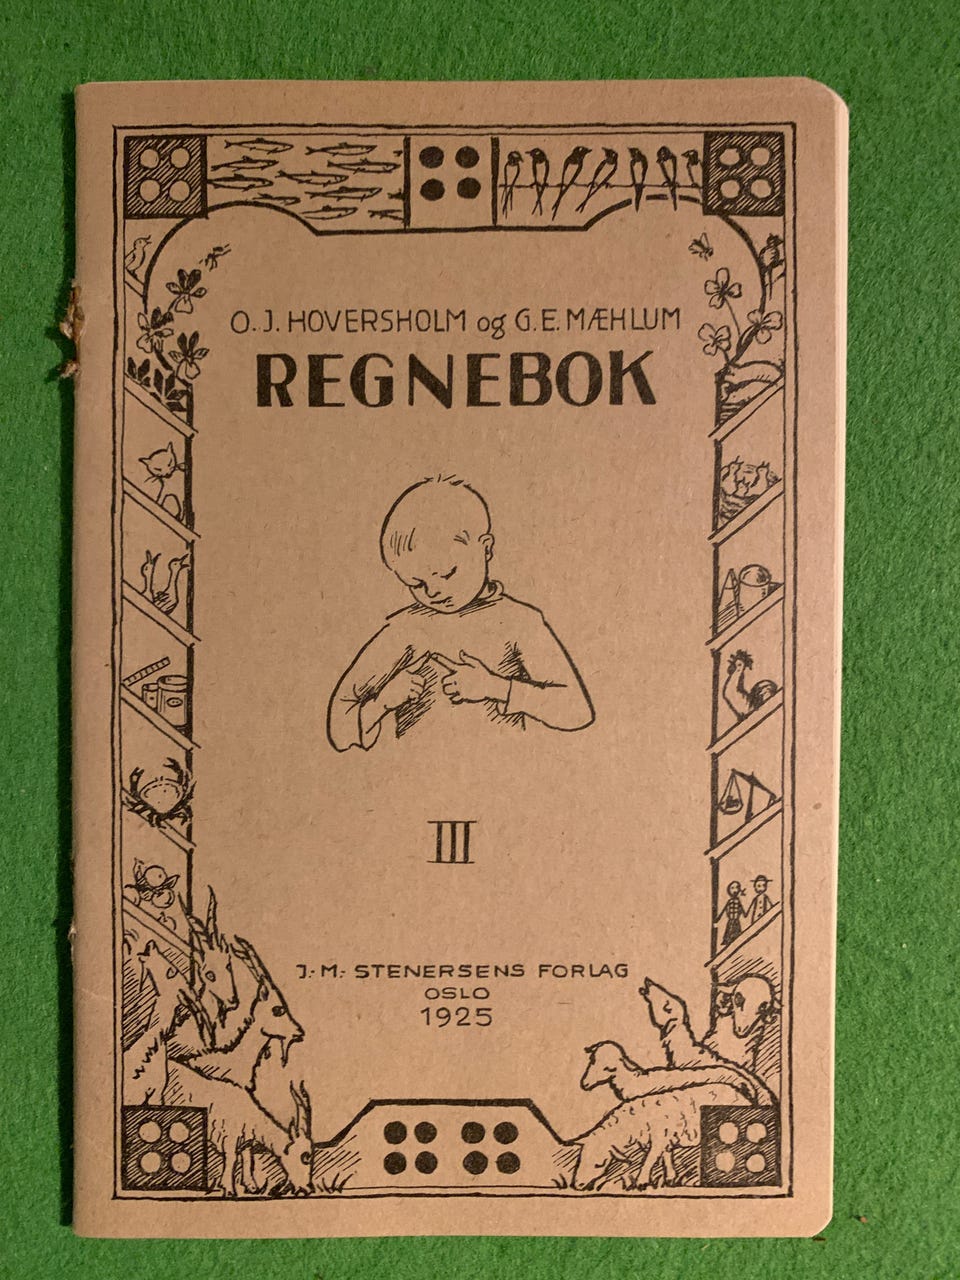 O. J. HOVERSHOLM og G. E. MÆHLUM
REGNEBOK
III
J.-M.- STENERSENS FORLAG
OSLO
1925